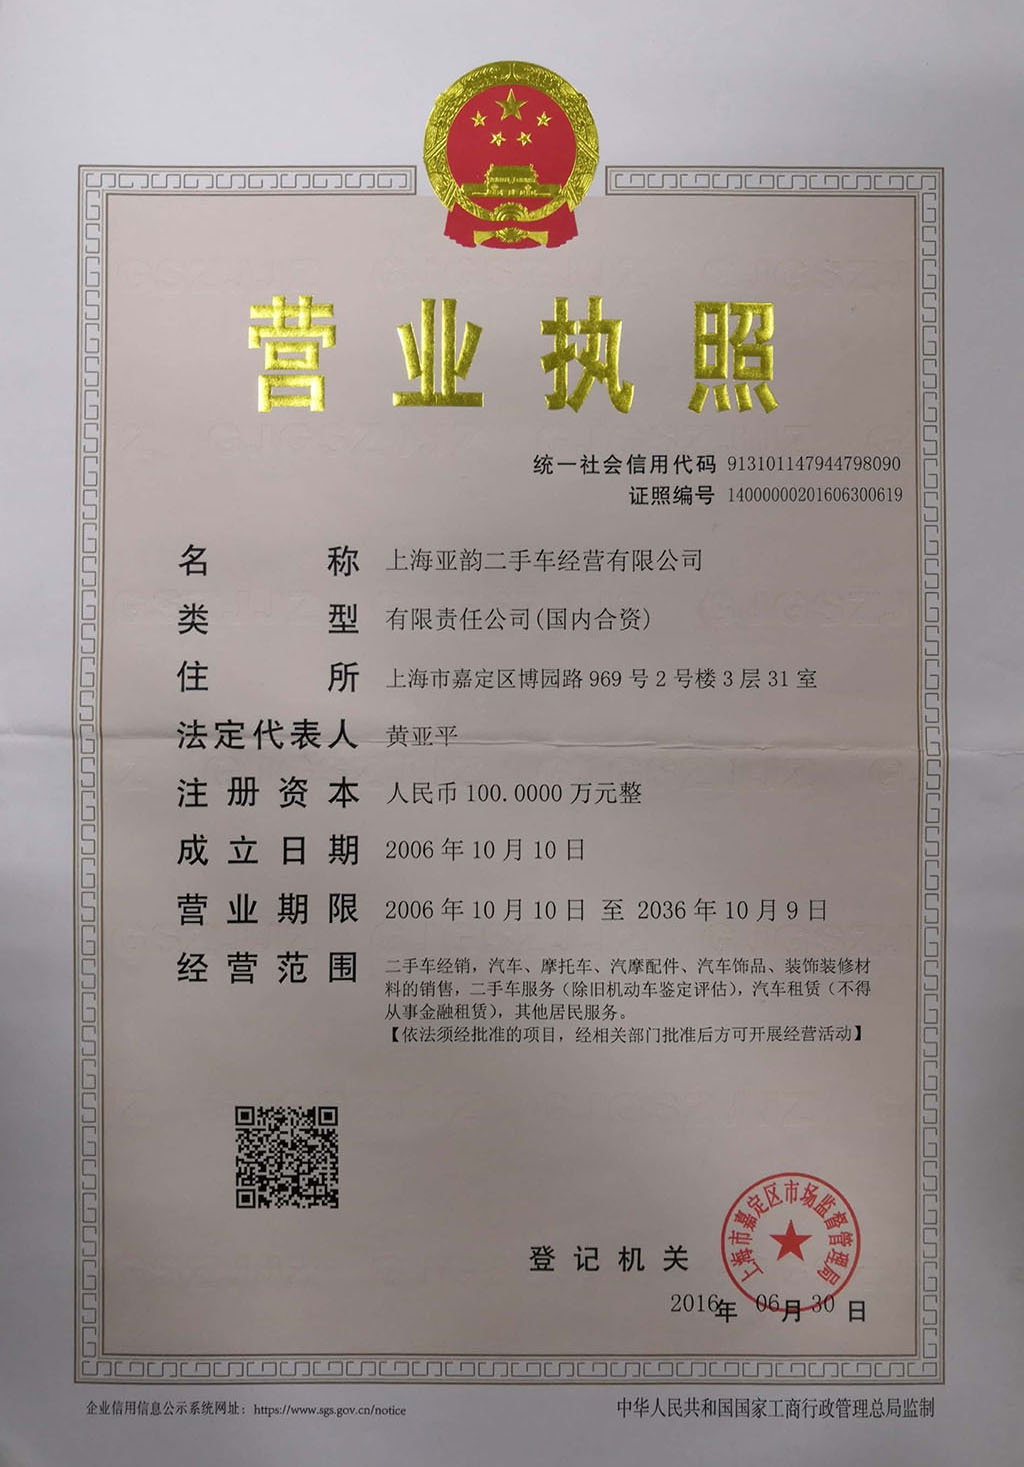 营业执照
统一社会信用代码 913101147944798090
证照编号 14000000201606300619
名称 上海亚韵二手车经营有限公司
类型 有限责任公司(国内合资)
住所 上海市嘉定区博园路969号2号楼3层31室
法定代表人 黄亚平
注册资本 人民币100.0000万元整
成立日期 2006年10月10日
营业期限 2006年10月10日 至 2036年10月9日
经营范围 二手车经销，汽车、摩托车、汽摩配件、汽车饰品、装饰装修材
料的销售，二手车服务（除旧机动车鉴定评估），汽车租赁（不得
从事金融租赁），其他居民服务。
【依法须经批准的项目，经相关部门批准后方可开展经营活动】
上海市嘉定区市场监督管理局
登记机关
2016年 06月 30日
企业信用信息公示系统网址：https://www.sgs.gov.cn/notice
中华人民共和国国家工商行政管理总局监制